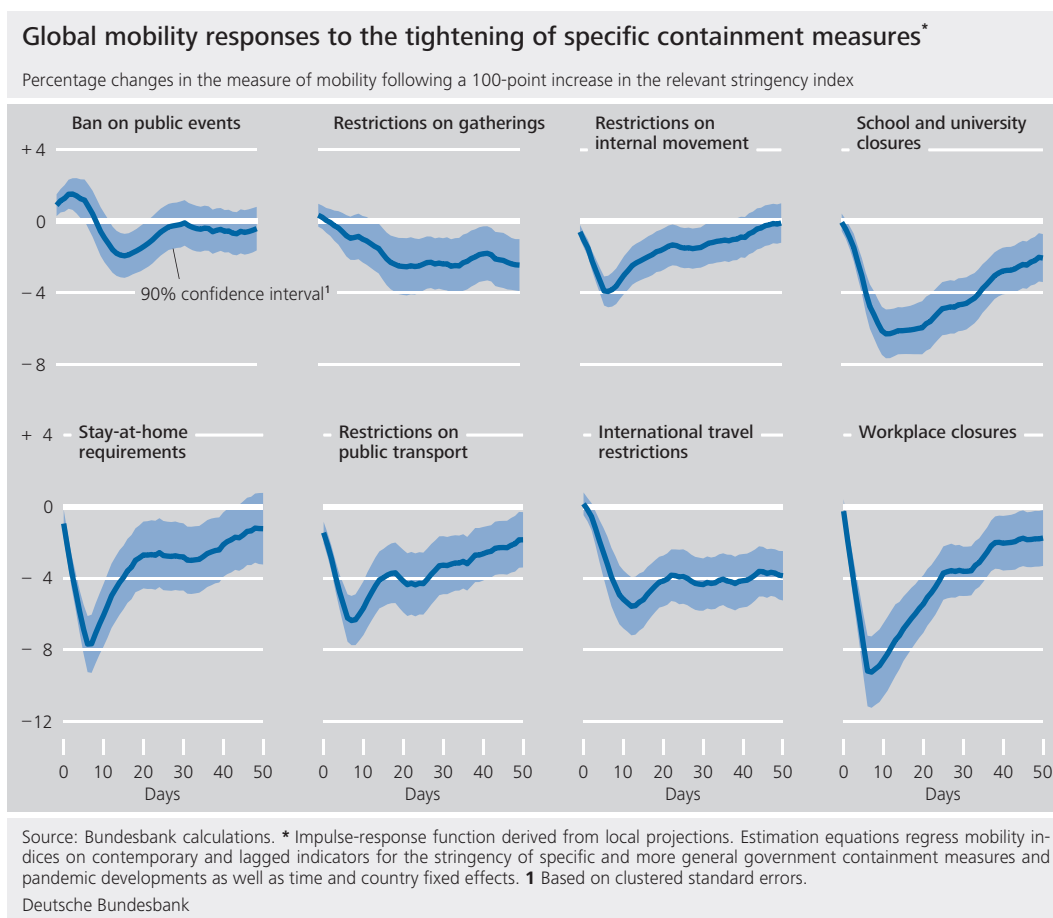 Global mobility responses to the tightening of specific containment measures*
Percentage changes in the measure of mobility following a 100-point increase in the relevant stringency index
Ban on public events
Restrictions on gatherings
Restrictions on
internal movement
School and university
closures
+ 4
0
− 4
− 8
90% confidence interval¹
Stay-at-home
requirements
Restrictions on
public transport
International travel
restrictions
Workplace closures
+ 4
0
− 4
− 8
− 12
0 10 20 30 40 50
Days
0 10 20 30 40 50
Days
0 10 20 30 40 50
Days
0 10 20 30 40 50
Days
Source: Bundesbank calculations. * Impulse-response function derived from local projections. Estimation equations regress mobility in-
dices on contemporary and lagged indicators for the stringency of specific and more general government containment measures and
pandemic developments as well as time and country fixed effects. 1 Based on clustered standard errors.
Deutsche Bundesbank